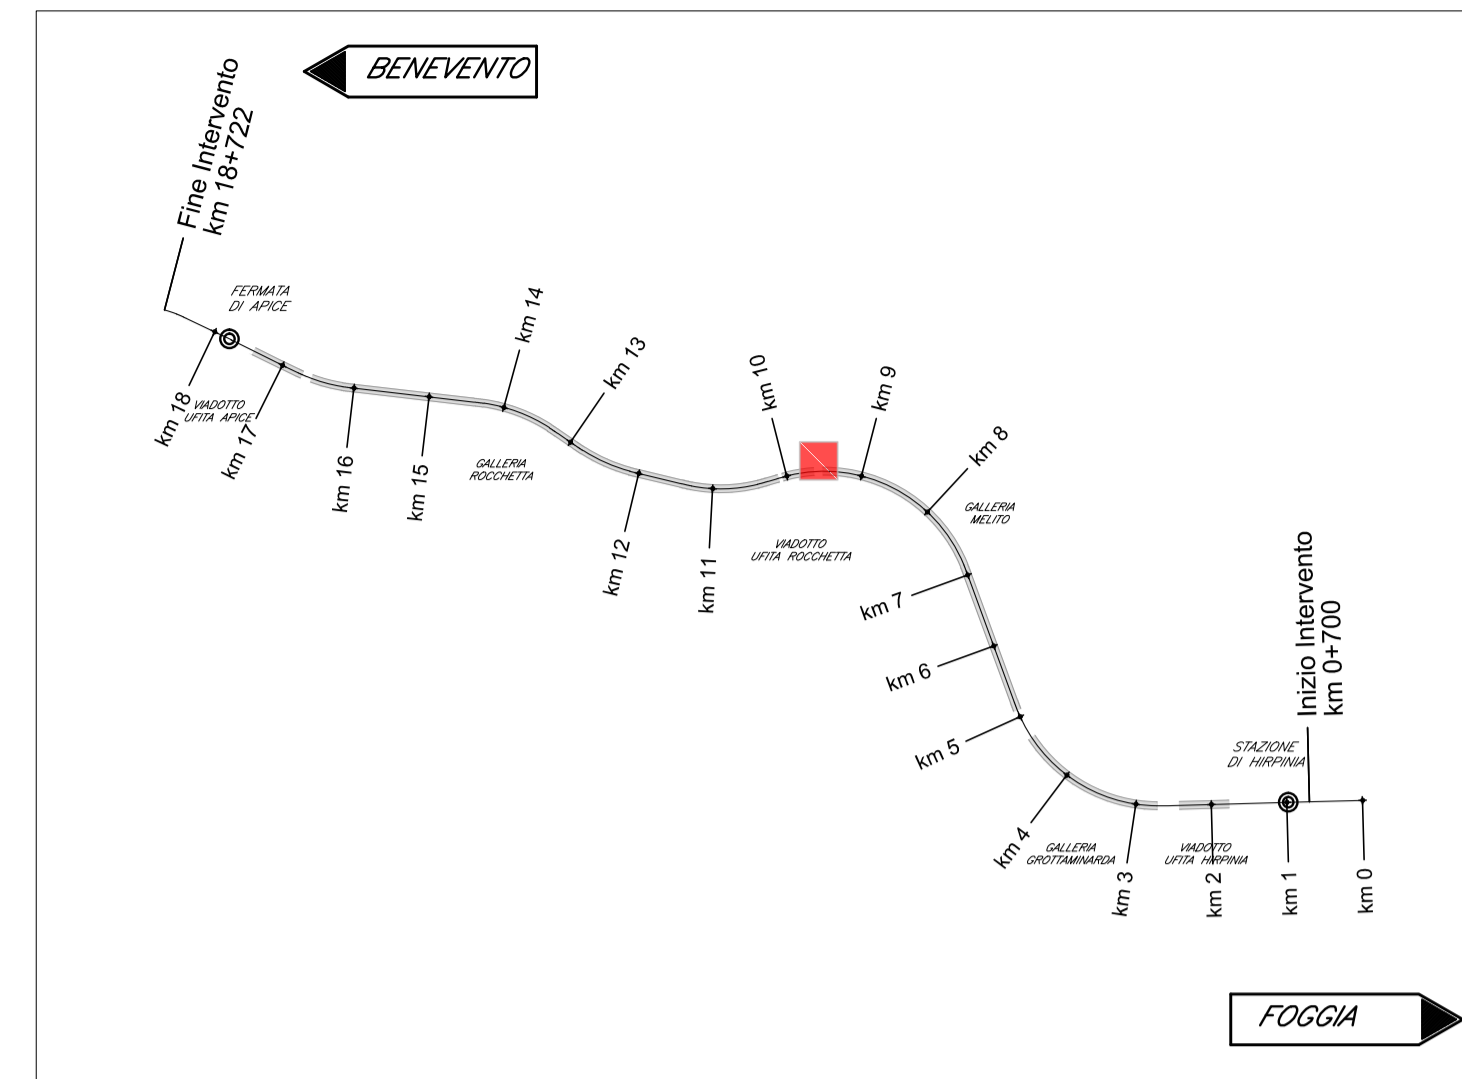 BENEVENTO
Fine Intervento
km 18+722
FERMATA
DI APICE
km 18
VIADOTTO
UFITA APICE
km 17
km 16
km 15
km 14
GALLERIA
ROCCHETTA
km 13
km 12
km 11
km 10
VIADOTTO
UFITA ROCCHETTA
km 9
km 8
GALLERIA
MELITO
km 7
km 6
km 5
km 4
GALLERIA
GROTTAMINARDA
km 3
VIADOTTO
UFITA HIRPINIA
km 2
STAZIONE
DI HIRPINIA
Inizio Intervento
km 0+700
km 1
km 0
FOGGIA